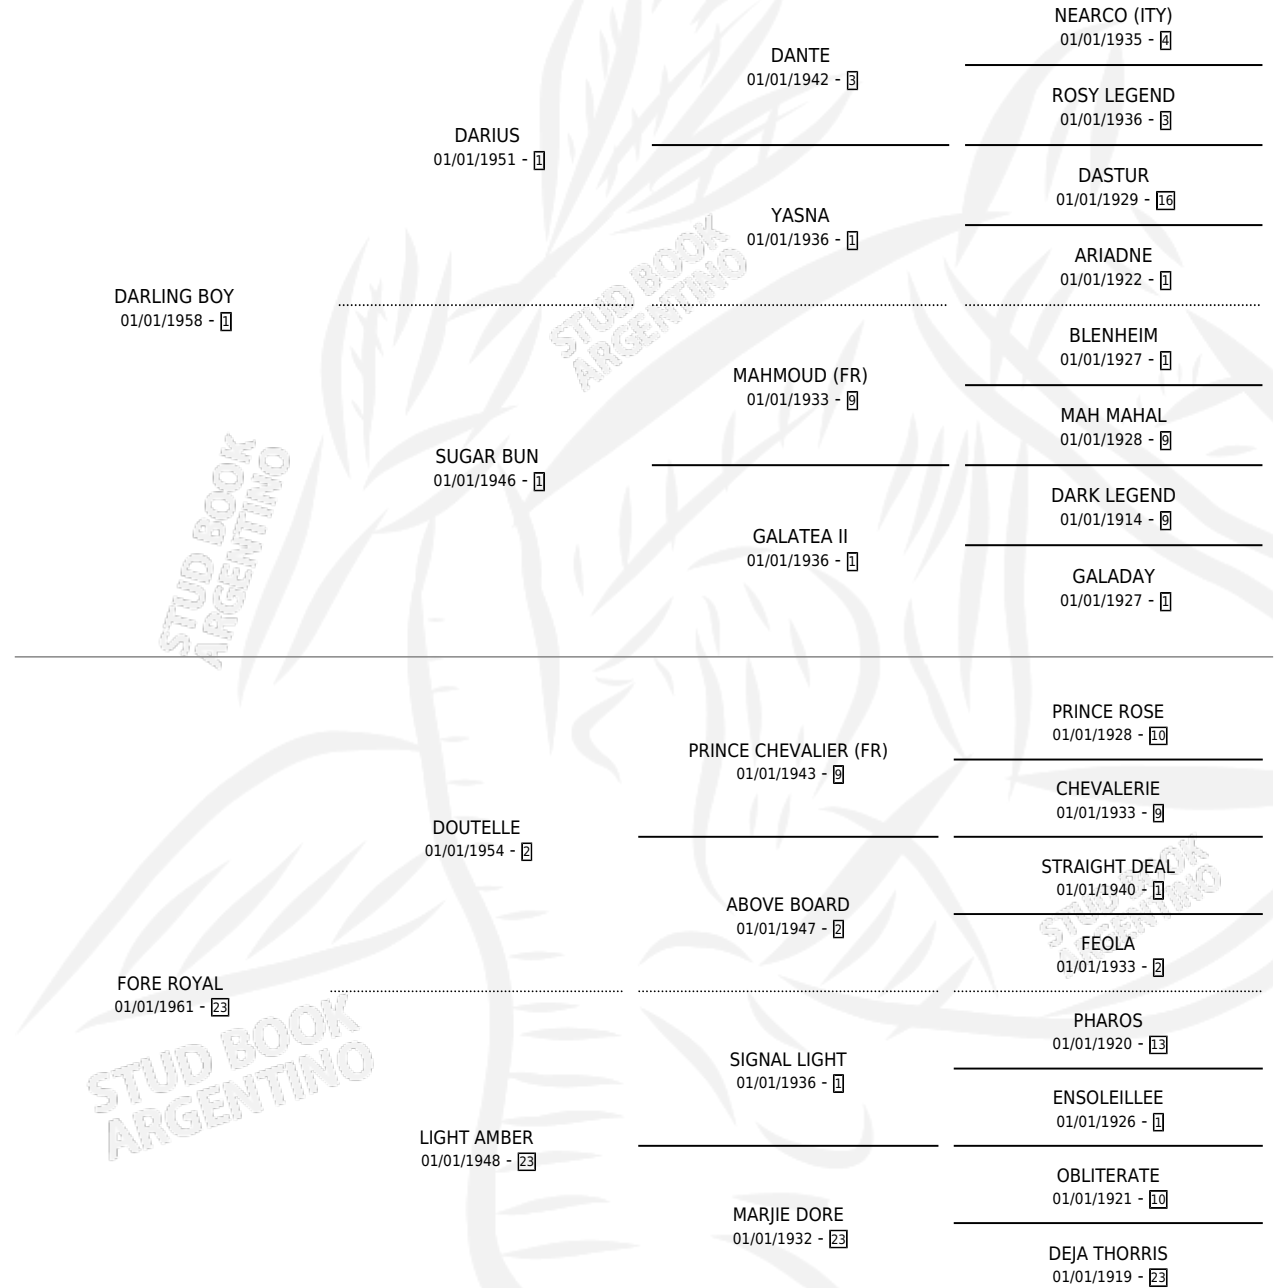 DARLING BOY
01/01/1958 - 1
DARIUS
01/01/1951 - 1
DANTE
01/01/1942 - 3
NEARCO (ITY)
01/01/1935 - 4
ROSY LEGEND
01/01/1936 - 3
YASNA
01/01/1936 - 1
DASTUR
01/01/1929 - 16
ARIADNE
01/01/1922 - 1
SUGAR BUN
01/01/1946 - 1
MAHMOUD (FR)
01/01/1933 - 9
BLENHEIM
01/01/1927 - 1
MAH MAHAL
01/01/1928 - 9
GALATEA II
01/01/1936 - 1
DARK LEGEND
01/01/1914 - 9
GALADAY
01/01/1927 - 1
FORE ROYAL
01/01/1961 - 23
DOUTELLE
01/01/1954 - 2
PRINCE CHEVALIER (FR)
01/01/1943 - 9
PRINCE ROSE
01/01/1928 - 10
CHEVALERIE
01/01/1933 - 9
ABOVE BOARD
01/01/1947 - 2
STRAIGHT DEAL
01/01/1940 - 1
FEOLA
01/01/1933 - 2
LIGHT AMBER
01/01/1948 - 23
SIGNAL LIGHT
01/01/1936 - 1
PHAROS
01/01/1920 - 13
ENSOLEILLEE
01/01/1926 - 1
MARJIE DORE
01/01/1932 - 23
OBLITERATE
01/01/1921 - 10
DEJA THORRIS
01/01/1919 - 23
STUD BOOK
ARGENTINO
STUD BOOK
ARGENTINO
STUD BOOK
ARGENTINO
STUD BOOK
ARGENTINO